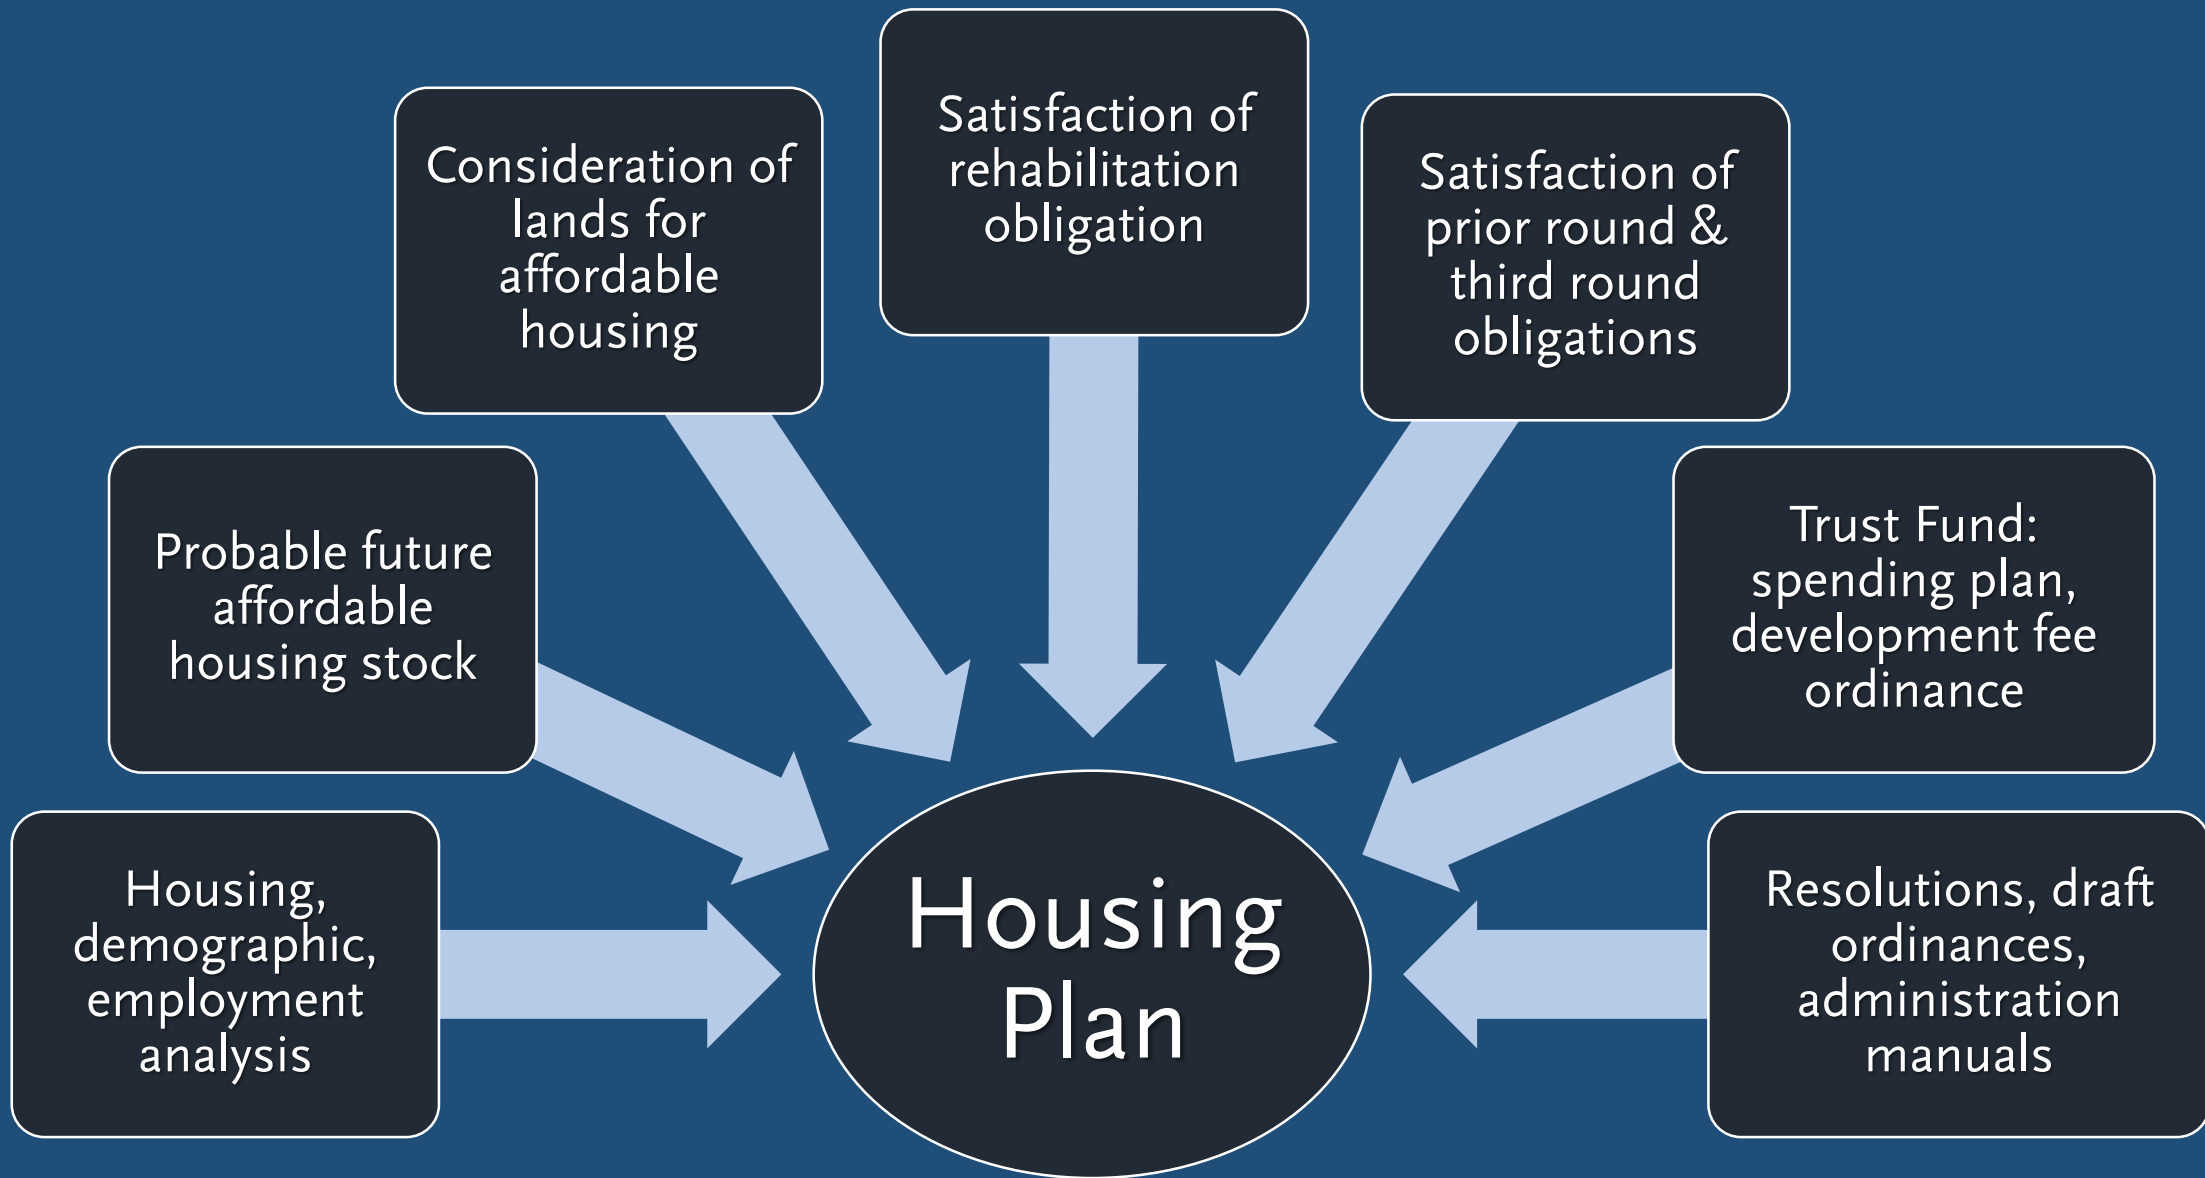 Satisfaction of
rehabilitation
obligation
Consideration of
lands for
affordable
housing
Satisfaction of
prior round &
third round
obligations
Probable future
affordable
housing stock
Trust Fund:
spending plan,
development fee
ordinance
Housing,
demographic,
employment
analysis
Housing
Plan
Resolutions, draft
ordinances,
administration
manuals